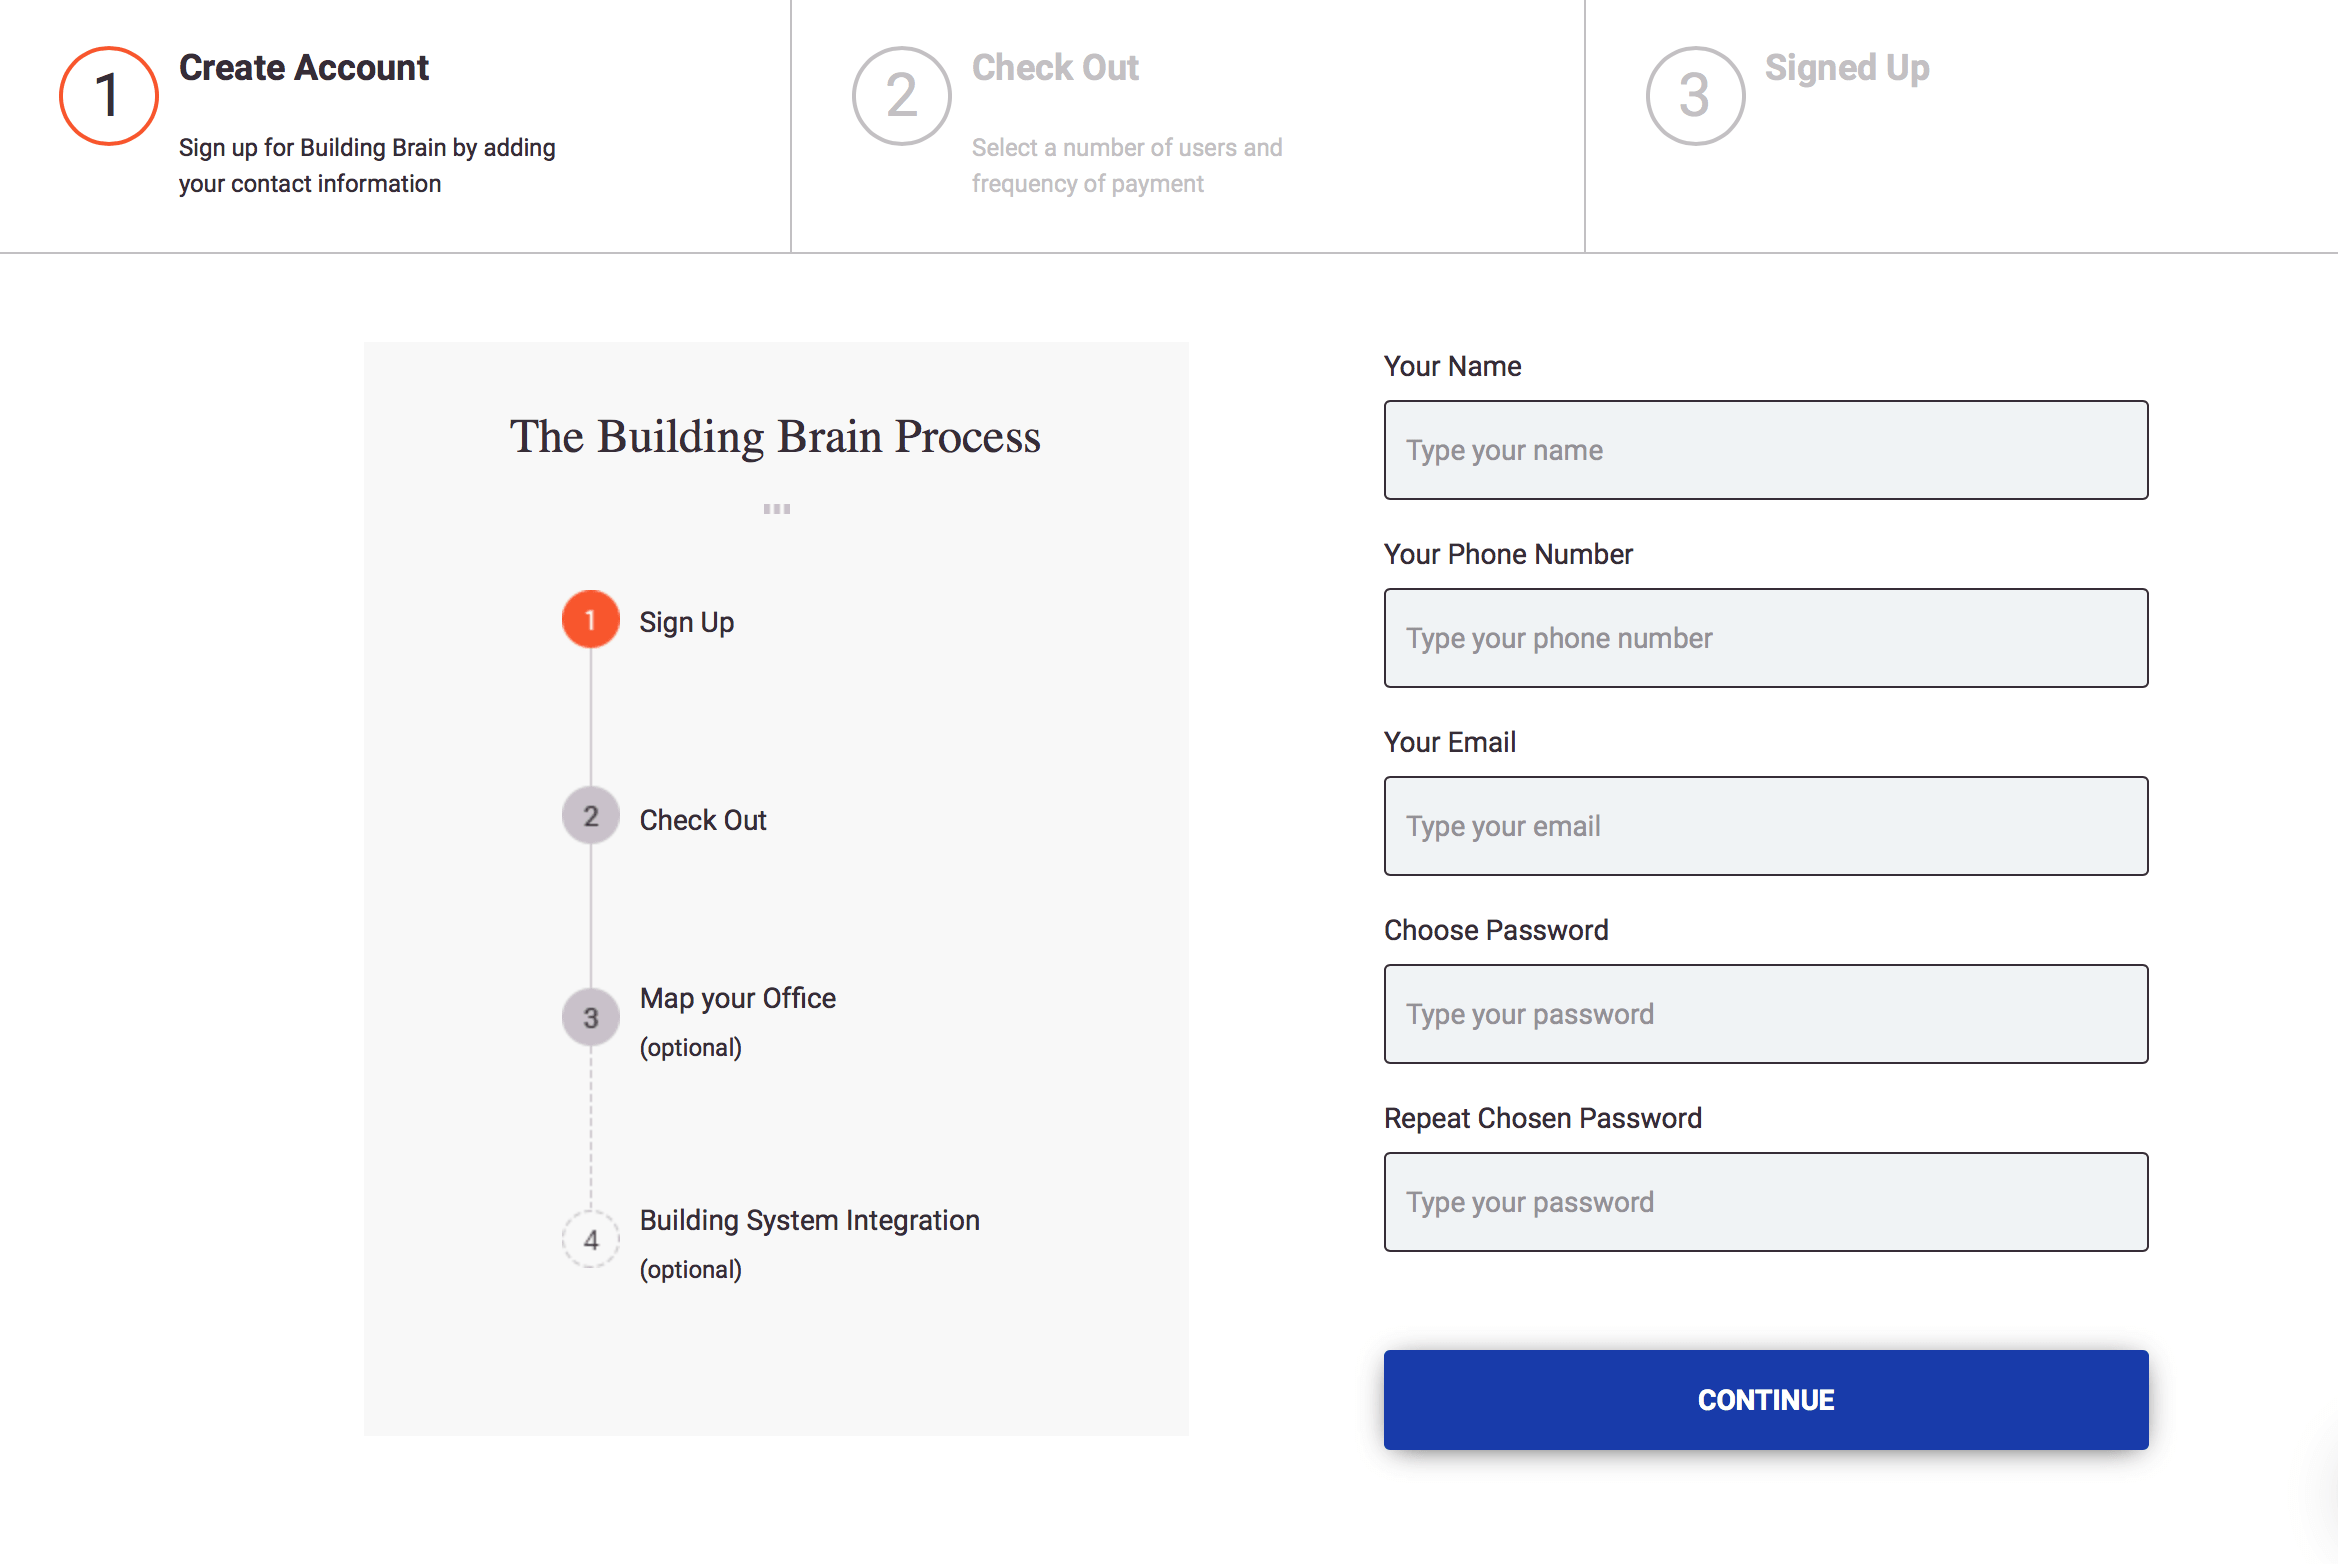 1
Create Account
Sign up for Building Brain by adding
your contact information
2
Check Out
Select a number of users and
frequency of payment
3
Signed Up
The Building Brain Process
1
Sign Up
2
Check Out
3
Map your Office
(optional)
4
Building System Integration
(optional)
Your Name
Type your name
Your Phone Number
Type your phone number
Your Email
Type your email
Choose Password
Type your password
Repeat Chosen Password
Type your password
CONTINUE